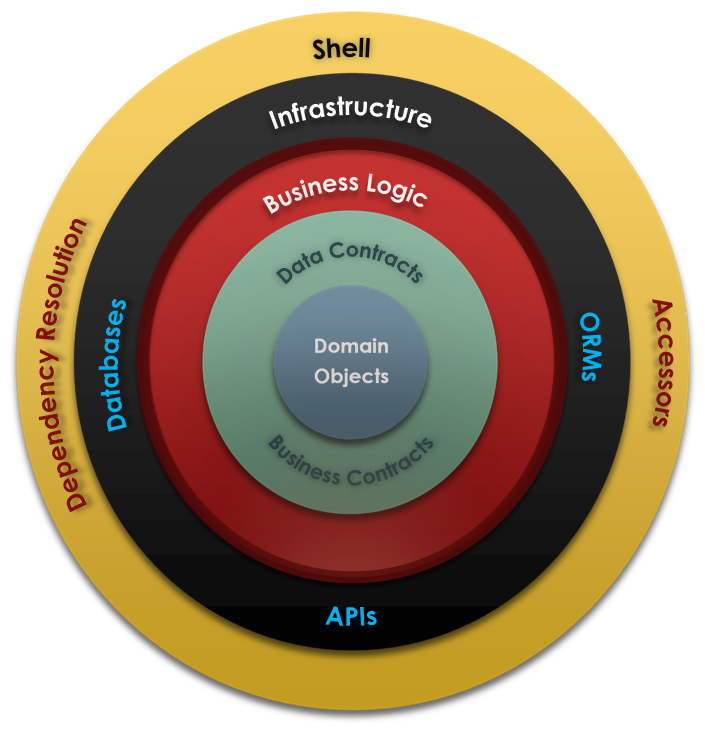 Shell
Infrastructure
Business Logic
Data Contracts
Domain
Objects
Business Contracts
Dependency Resolution
Databases
ORMs
Accessors
APIs